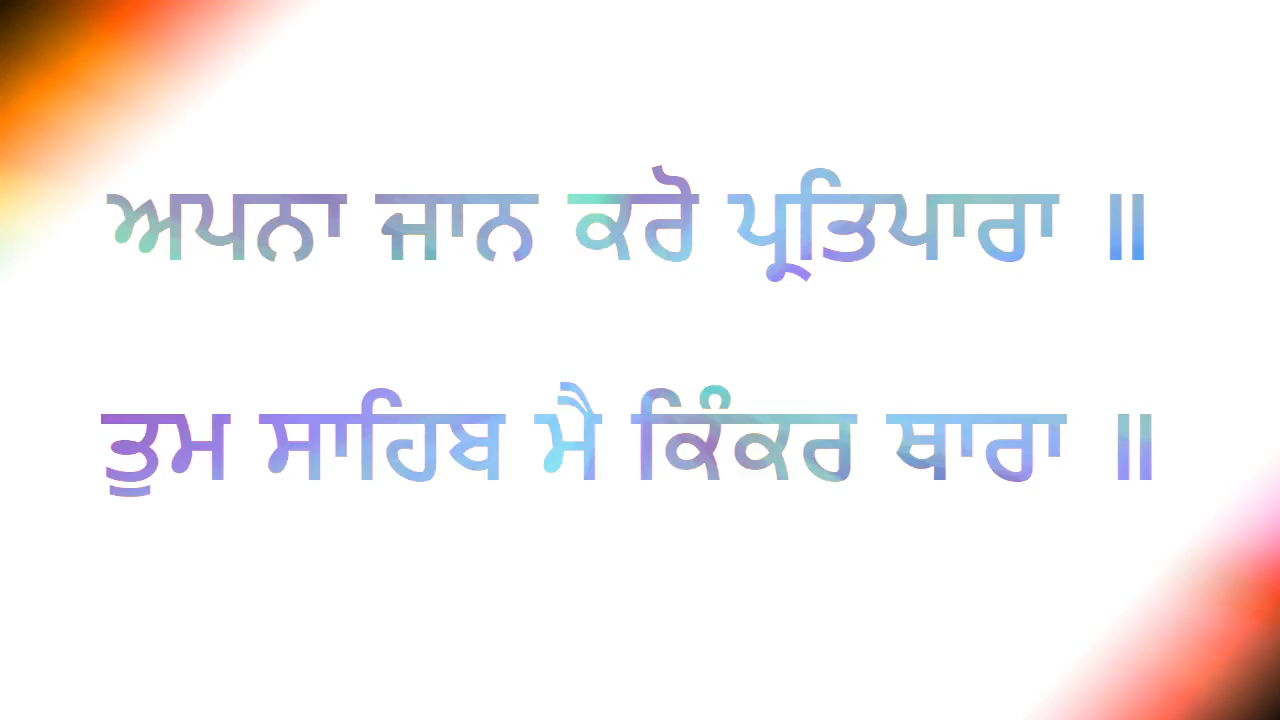 ਅਪਨਾ ਜਾਨ ਕਰੋ ਪ੍ਰਤਿਪਾਰਾ ॥
ਤੁਮ ਸਾਹਿਬ ਮੈ ਕਿੰਕਰ ਥਾਰਾ ॥